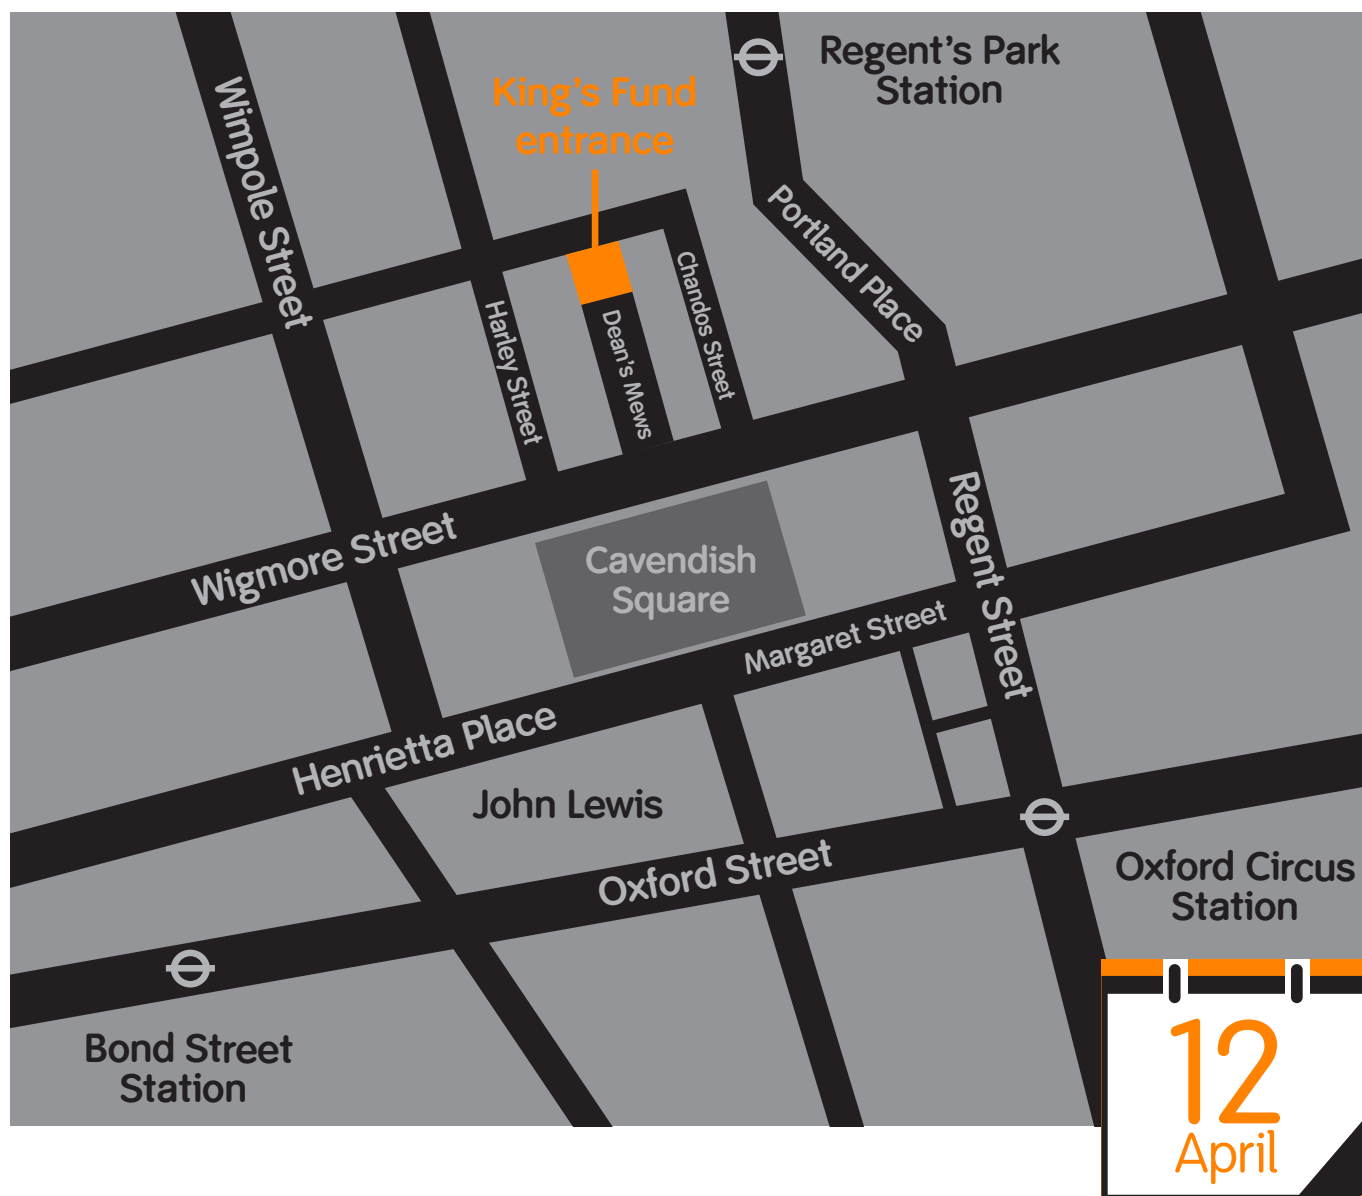 Regent's Park
Station
King's Fund
entrance
Wimpole Street
Portland Place
Chandos Street
Harley Street
Dean's Mews
Regent Street
Wigmore Street
Cavendish
Square
Margaret Street
Henrietta Place
John Lewis
Oxford Street
Oxford Circus
Station
Bond Street
Station
12
April